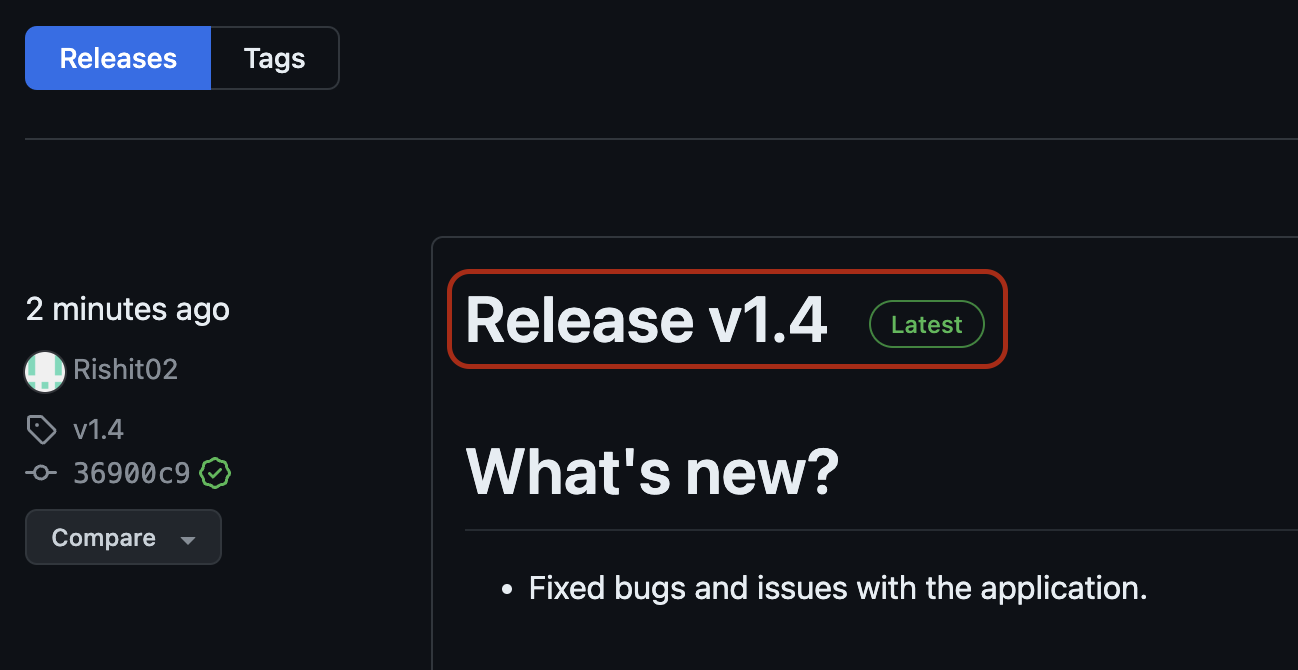 Releases Tags
2 minutes ago
Rishit02
v1.4
36900c9
Compare
Release v1.4 Latest
What's new?
• Fixed bugs and issues with the application.